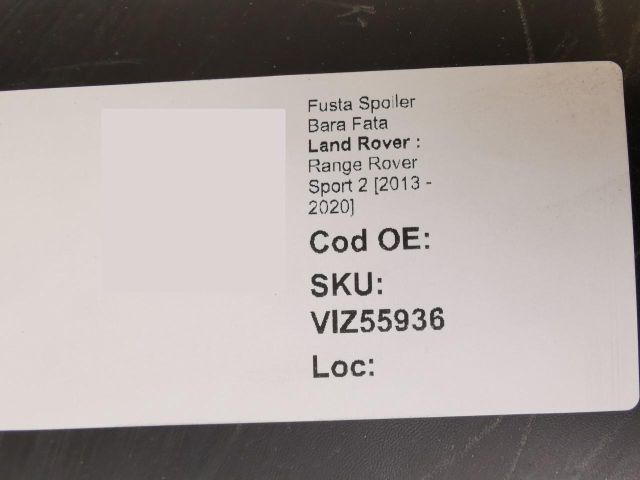 Fusta Spoiler
Bara Fata
Land Rover :
Range Rover
Sport 2 [2013 -
2020]
Cod OE:
SKU:
VIZ55936
Loc: